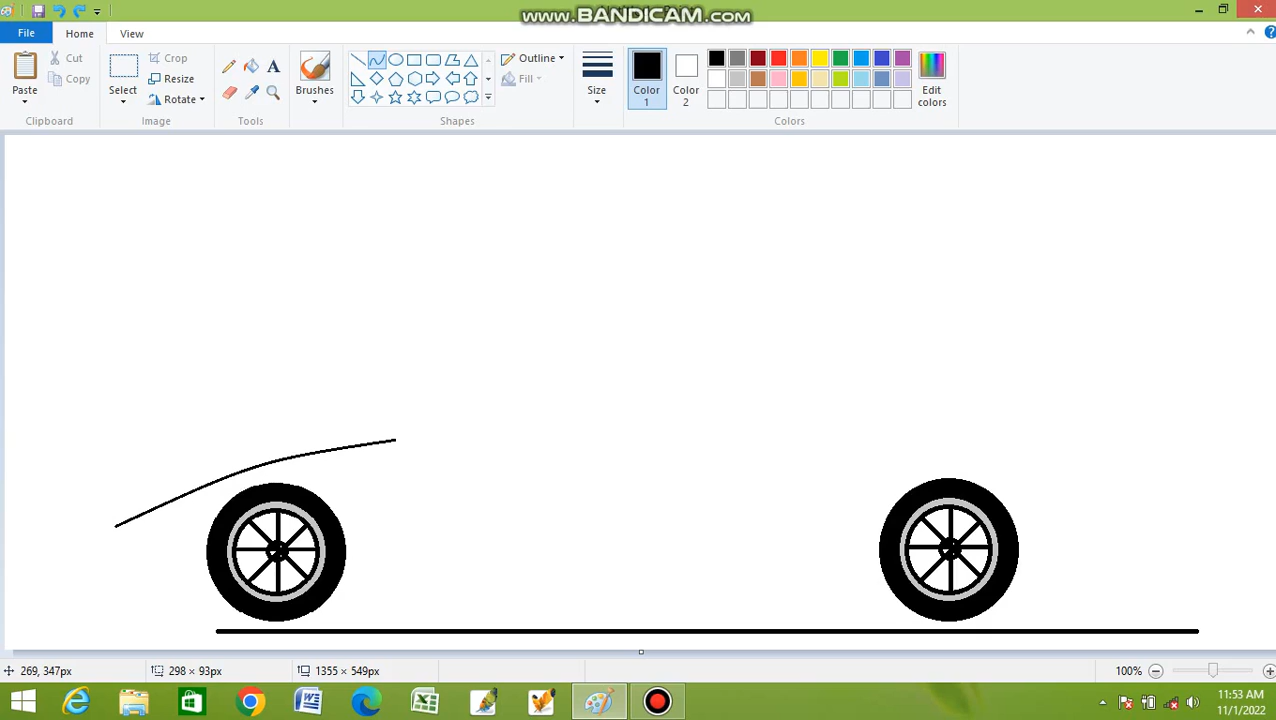 www.BANDICAM.com
File
Home
View
Paste
Cut
Copy
Clipboard
Select
Crop
Resize
Rotate
Image
A
Tools
Brushes
Outline
Fill
Shapes
Size
Color
1
Color
2
Edit
colors
Colors
269, 347px
298 × 93px
1355 × 549px
100%
11:53 AM
11/1/2022